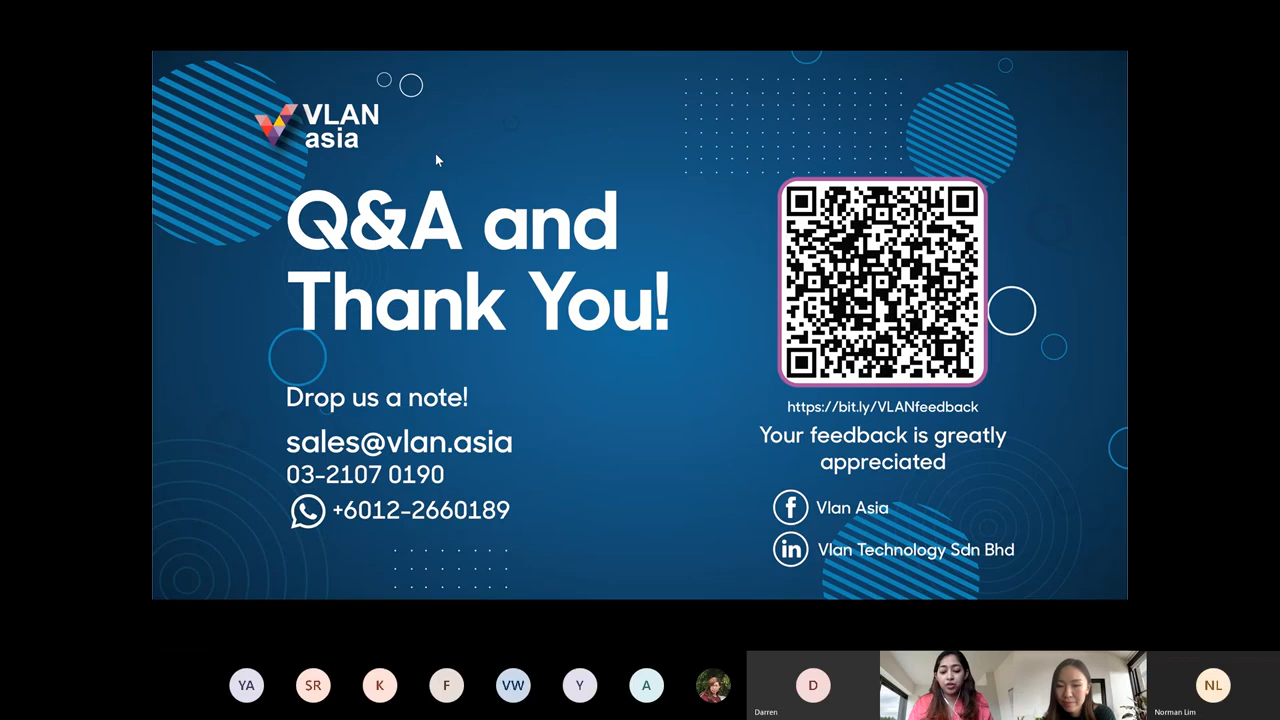 VLAN
asia
Q&A and
Thank You!
Drop us a note!
sales@vlan.asia
03-2107 0190
+6012-2660189
https://bit.ly/VLANfeedback
Your feedback is greatly
appreciated
f Vlan Asia
in Vlan Technology Sdn Bhd
YA SR K F VW Y A D NL
Darren
Norman Lim